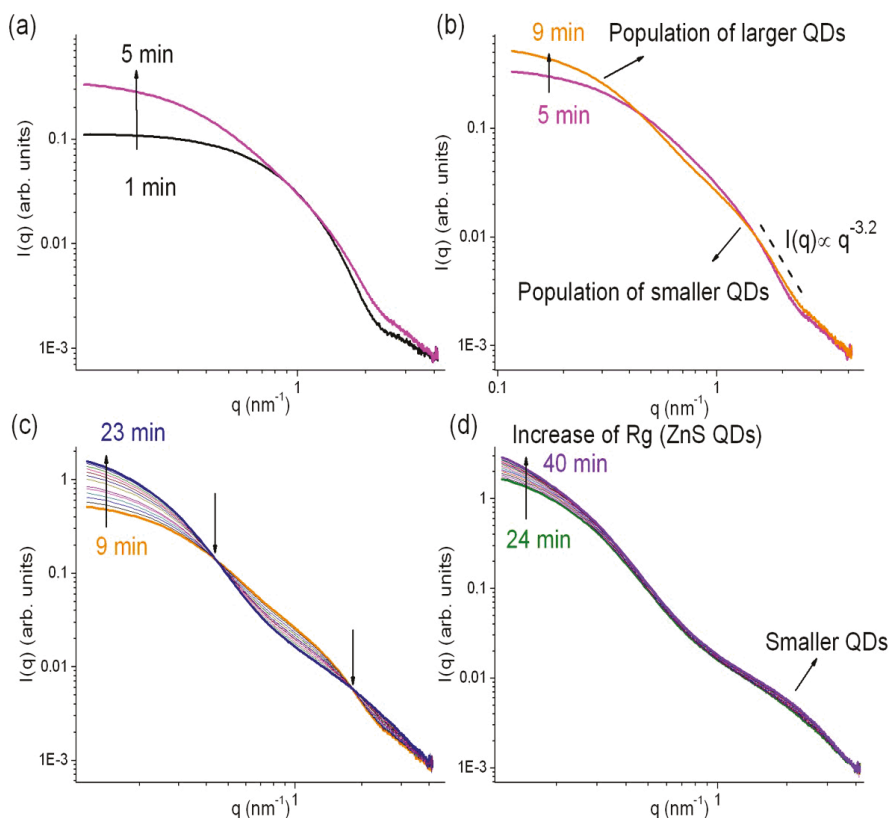 (a)
5 min
1 min
0.1
0.01
1E-3
I(q) (arb. units)
1
q (nm⁻¹)
(b)
9 min
Population of larger QDs
5 min
I(q)∝ q⁻³·²
Population of smaller QDs
0.1
0.01
1E-3
I(q) (arb. units)
0.1
1
q (nm⁻¹)
(c)
23 min
9 min
1
0.1
0.01
1E-3
I(q) (arb. units)
q (nm⁻¹)
1
(d)
Increase of Rg (ZnS QDs)
40 min
24 min
Smaller QDs
1
0.1
0.01
1E-3
I(q) (arb. units)
q (nm⁻¹)
1